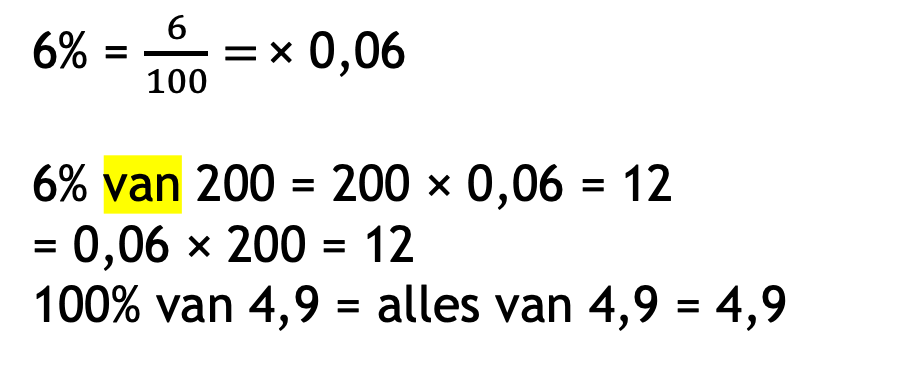 6% = 6/100 = × 0,06
6% van 200 = 200 × 0,06 = 12
= 0,06 × 200 = 12
100% van 4,9 = alles van 4,9 = 4,9